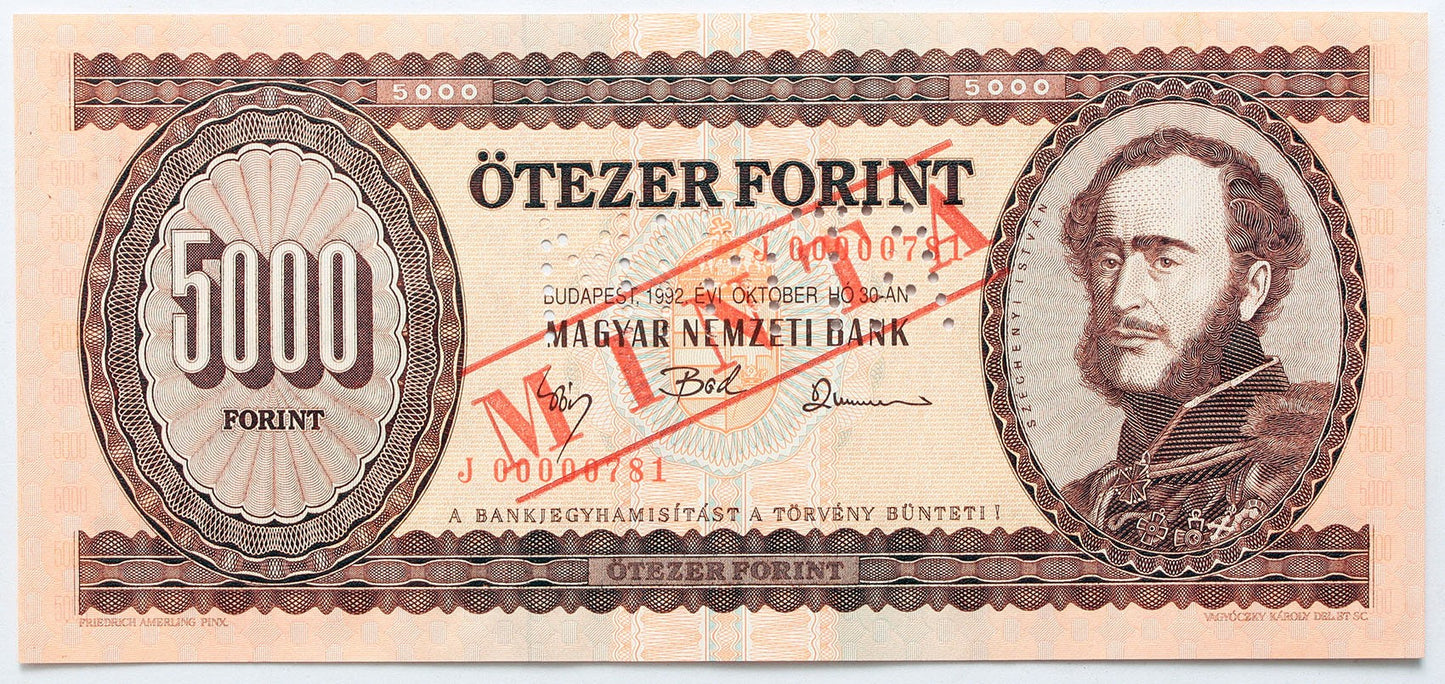 5000 5000
ÖTEZER FORINT
J 00000781
BUDAPEST, 1992. ÉVI OKTÓBER HÓ 30-ÁN
MAGYAR NEMZETI BANK
MINTA
5000
FORINT
SZÉCHENYI ISTVÁN
J 00000781
A BANKJEGYHAMISÍTÁST A TÖRVÉNY BÜNTETI!
ÖTEZER FORINT
FRIEDRICH AMERLING PINX.
VAGYÓCZKY KÁROLY DEL. ET SC.